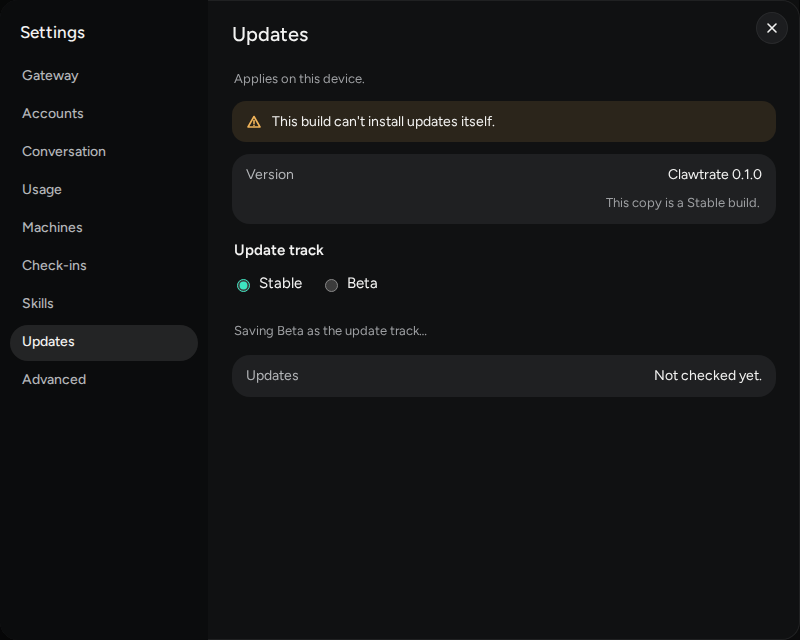 Settings
Gateway
Accounts
Conversation
Usage
Machines
Check-ins
Skills
Updates
Advanced
Updates
Applies on this device.
This build can't install updates itself.
Version
Clawtrate 0.1.0
This copy is a Stable build.
Update track
Stable
Beta
Saving Beta as the update track…
Updates
Not checked yet.